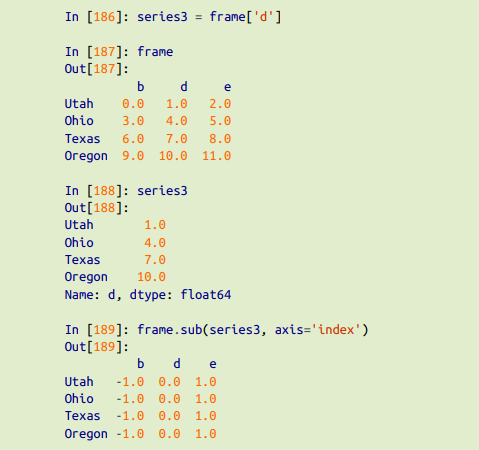 In [186]: series3 = frame['d']
In [187]: frame
Out[187]:
b d e
Utah 0.0 1.0 2.0
Ohio 3.0 4.0 5.0
Texas 6.0 7.0 8.0
Oregon 9.0 10.0 11.0
In [188]: series3
Out[188]:
Utah 1.0
Ohio 4.0
Texas 7.0
Oregon 10.0
Name: d, dtype: float64
In [189]: frame.sub(series3, axis='index')
Out[189]:
b d e
Utah -1.0 0.0 1.0
Ohio -1.0 0.0 1.0
Texas -1.0 0.0 1.0
Oregon -1.0 0.0 1.0